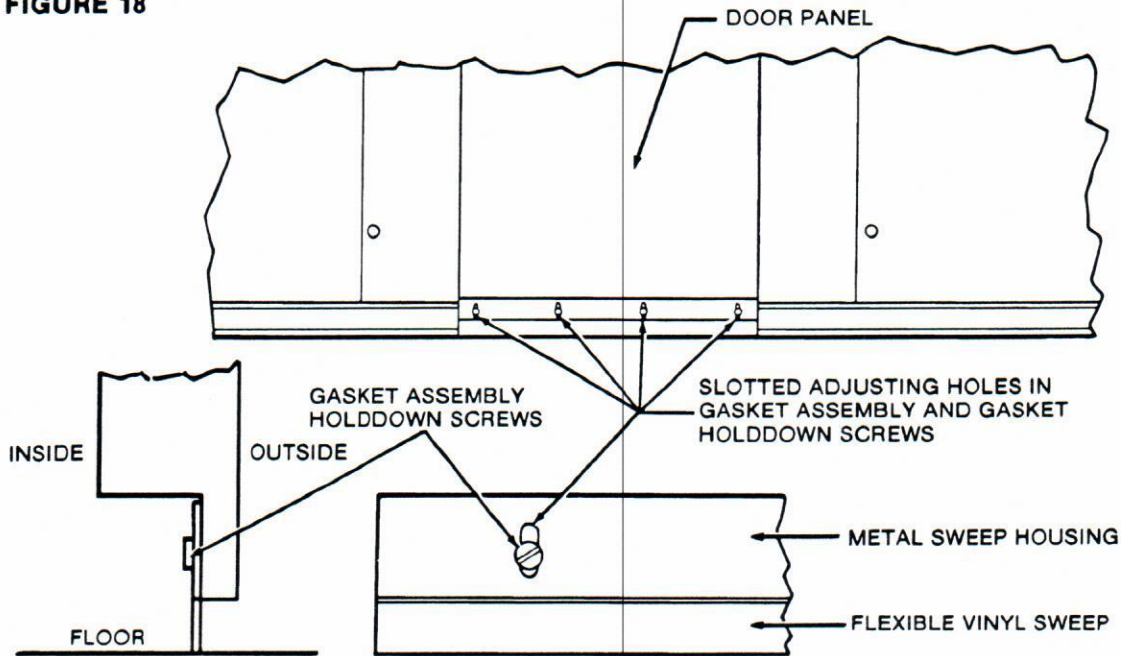 FIGURE 18
DOOR PANEL
GASKET ASSEMBLY
HOLDDOWN SCREWS
SLOTTED ADJUSTING HOLES IN
GASKET ASSEMBLY AND GASKET
HOLDDOWN SCREWS
INSIDE
OUTSIDE
METAL SWEEP HOUSING
FLOOR
FLEXIBLE VINYL SWEEP